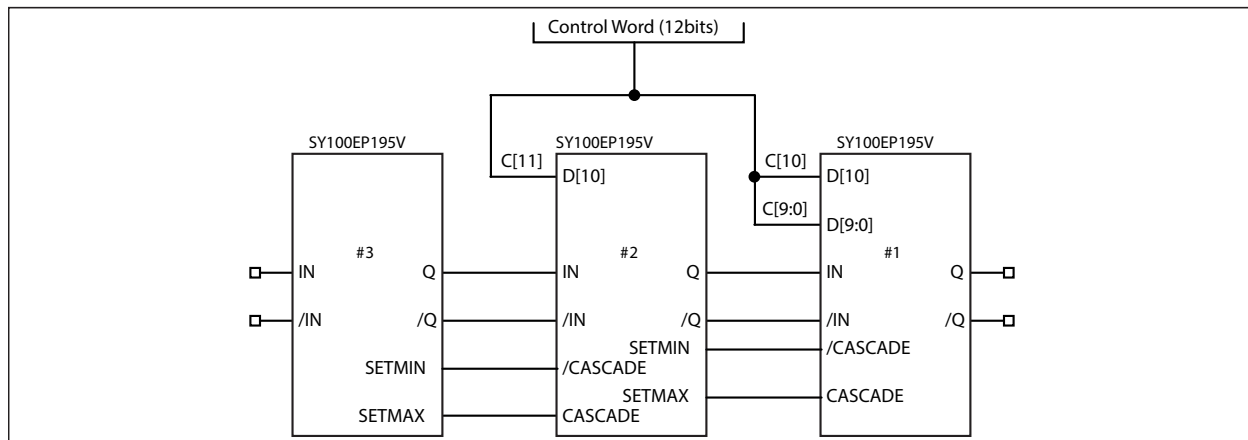 Control Word (12bits)
SY100EP195V SY100EP195V SY100EP195V
C[11] D[10] C[10] D[10]
C[9:0] D[9:0]
#3 #2 #1
IN Q IN Q IN Q
/IN /Q /IN /Q /IN /Q
SETMIN /CASCADE
SETMIN /CASCADE
SETMAX CASCADE
SETMAX CASCADE